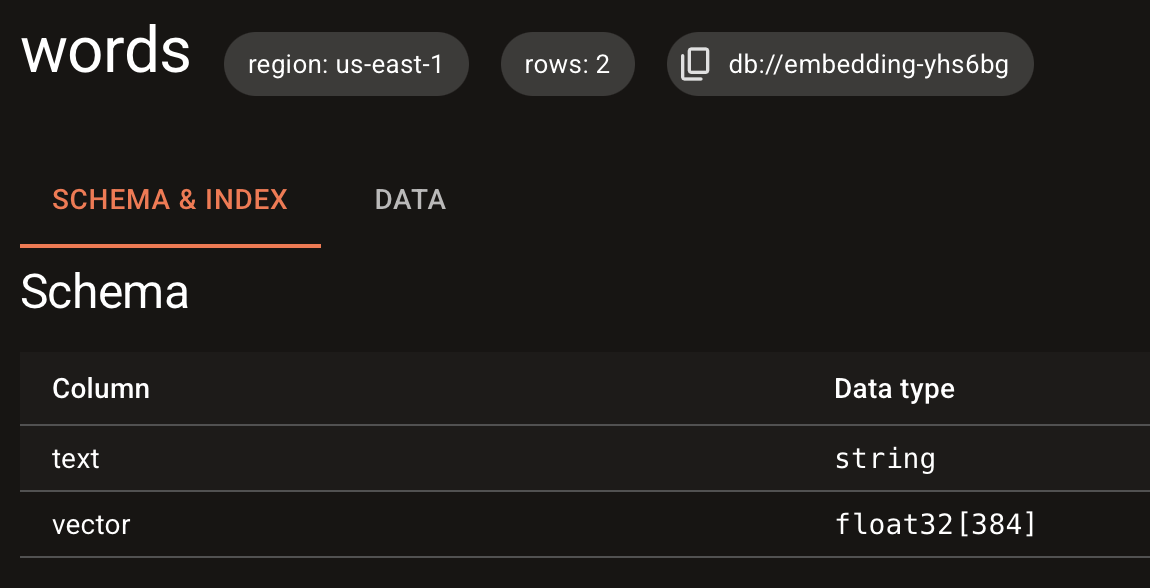 words region: us-east-1 rows: 2 db://embedding-yhs6bg
SCHEMA & INDEX DATA
Schema
Column Data type
text string
vector float32[384]